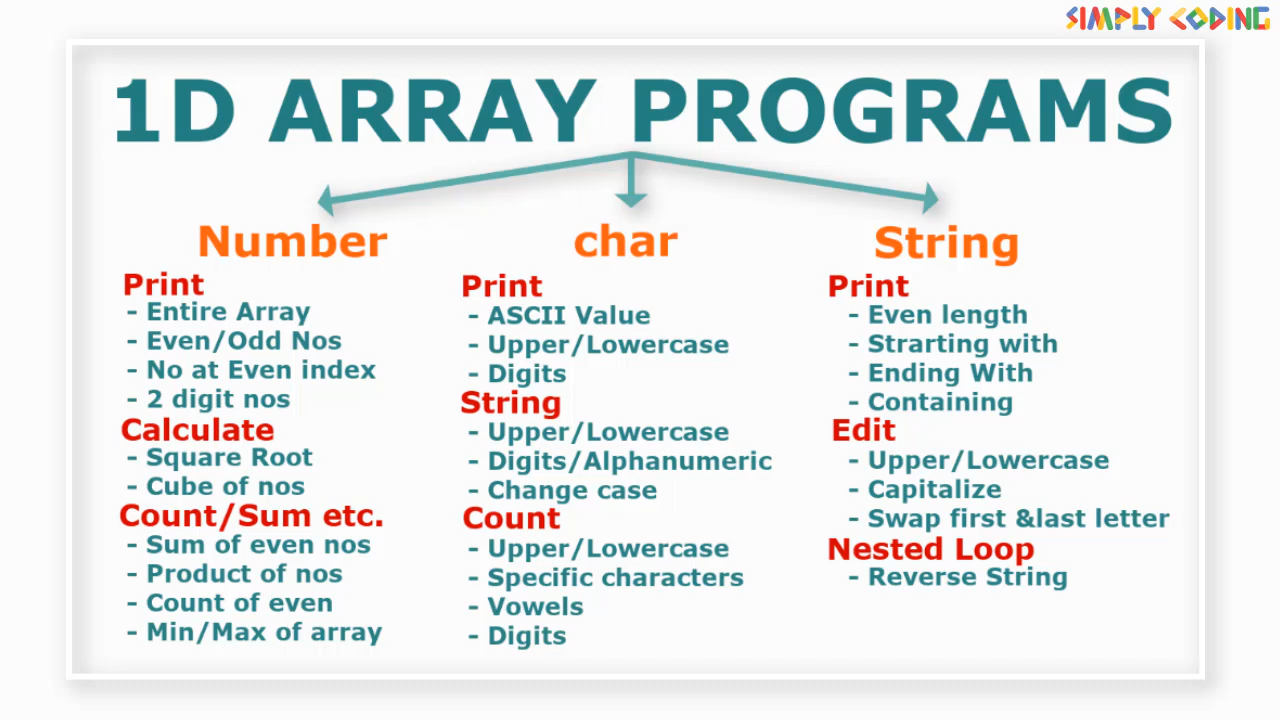 SIMPLY CODING
1D ARRAY PROGRAMS
Number
Print
- Entire Array
- Even/Odd Nos
- No at Even index
- 2 digit nos
Calculate
- Square Root
- Cube of nos
Count/Sum etc.
- Sum of even nos
- Product of nos
- Count of even
- Min/Max of array
char
Print
- ASCII Value
- Upper/Lowercase
- Digits
String
- Upper/Lowercase
- Digits/Alphanumeric
- Change case
Count
- Upper/Lowercase
- Specific characters
- Vowels
- Digits
String
Print
- Even length
- Strarting with
- Ending With
- Containing
Edit
- Upper/Lowercase
- Capitalize
- Swap first &last letter
Nested Loop
- Reverse String